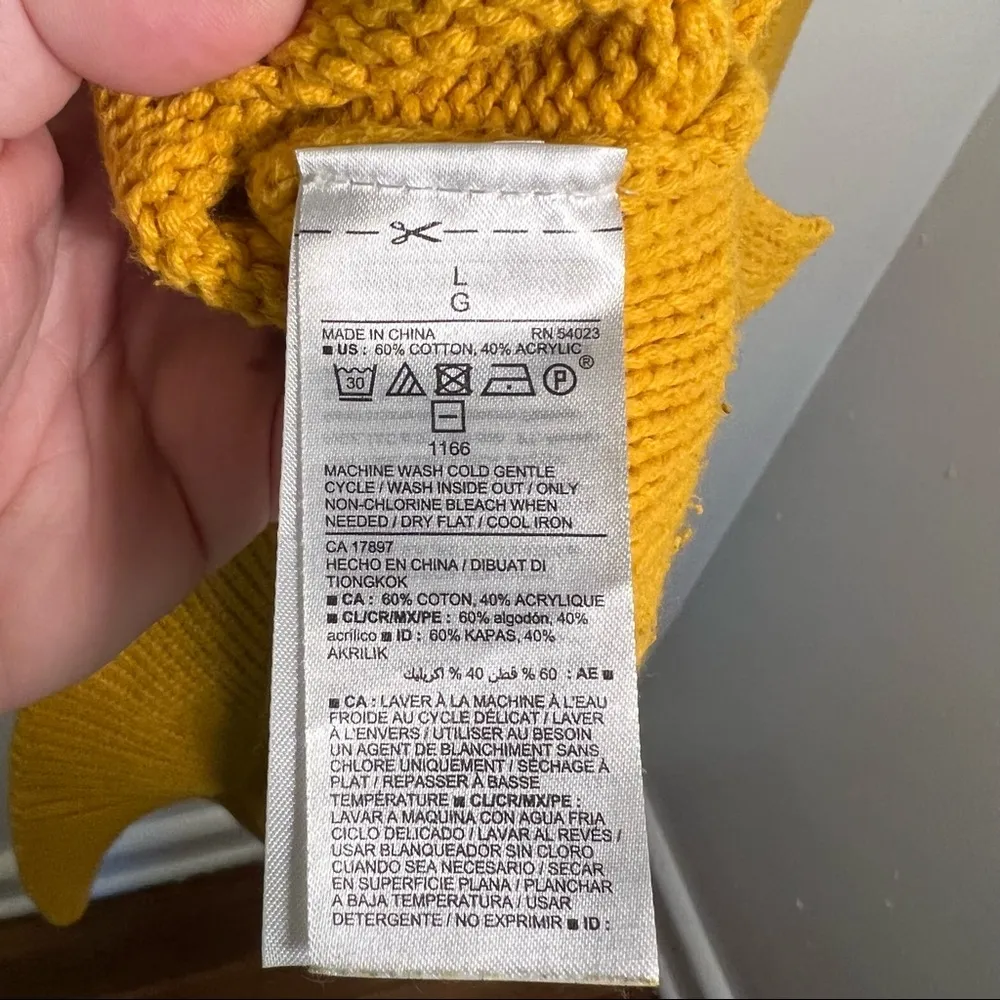 L
G
MADE IN CHINA RN 54023
■ US : 60% COTTON, 40% ACRYLIC
30 P ®
1166
MACHINE WASH COLD GENTLE
CYCLE / WASH INSIDE OUT / ONLY
NON-CHLORINE BLEACH WHEN
NEEDED / DRY FLAT / COOL IRON
CA 17897
HECHO EN CHINA / DIBUAT DI
TIONGKOK
■ CA : 60% COTON, 40% ACRYLIQUE
■ CL/CR/MX/PE : 60% algodón, 40%
acrílico ■ ID : 60% KAPAS, 40%
AKRILIK
■ AE : 60 % قطن 40 % اكريليك
■ CA : LAVER À LA MACHINE À L'EAU
FROIDE AU CYCLE DÉLICAT / LAVER
À L'ENVERS / UTILISER AU BESOIN
UN AGENT DE BLANCHIMENT SANS
CHLORE UNIQUEMENT / SÉCHAGE À
PLAT / REPASSER À BASSE
TEMPÉRATURE ■ CL/CR/MX/PE :
LAVAR A MAQUINA CON AGUA FRIA
CICLO DELICADO / LAVAR AL REVÉS /
USAR BLANQUEADOR SIN CLORO
CUANDO SEA NECESARIO / SECAR
EN SUPERFICIE PLANA / PLANCHAR
A BAJA TEMPERATURA / USAR
DETERGENTE / NO EXPRIMIR ■ ID :